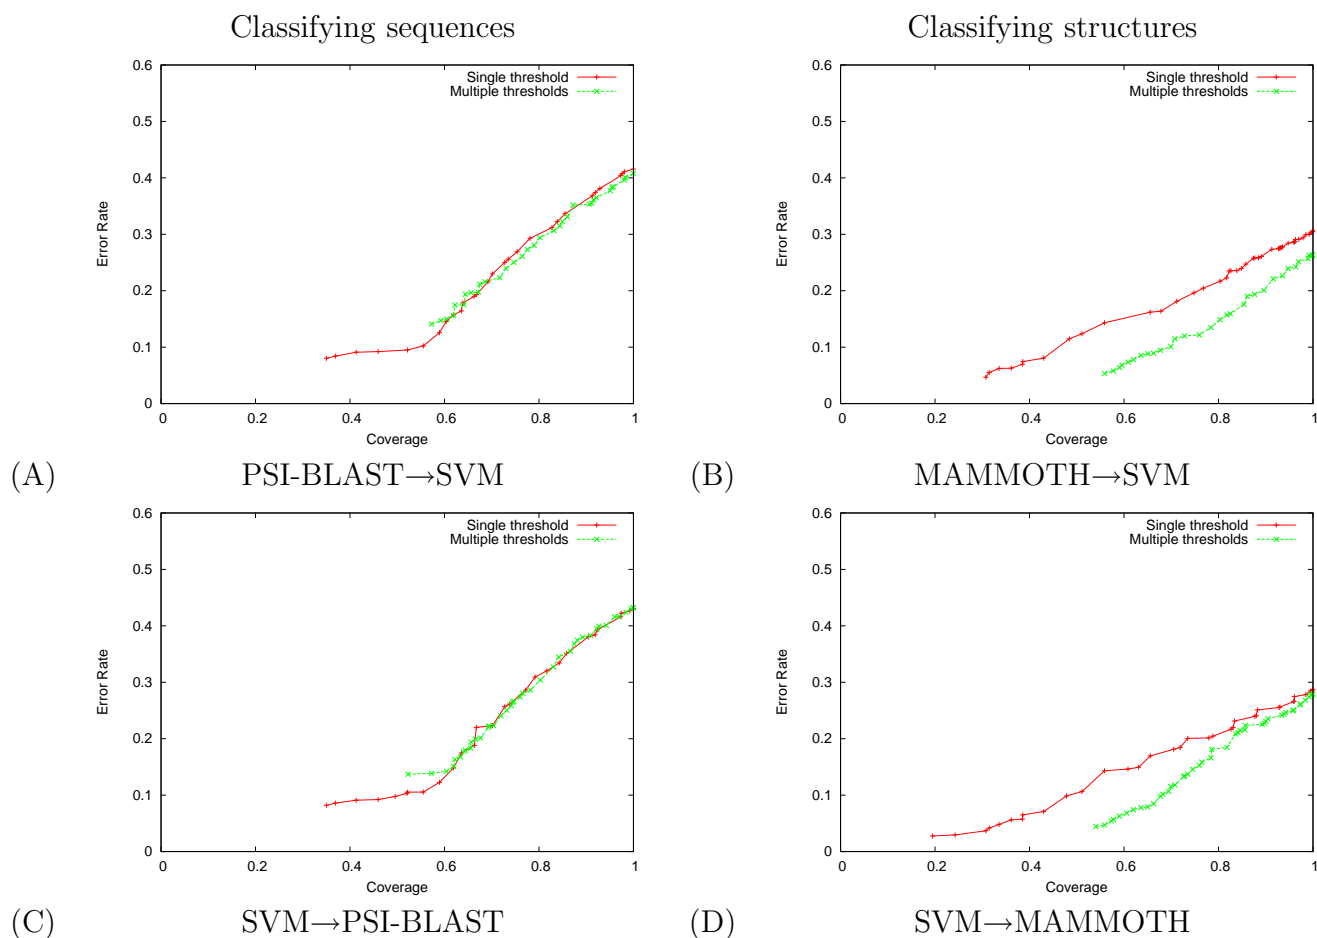 Classifying sequences
Classifying structures
0.6
0.5
0.4
0.3
0.2
0.1
0
0
0.2
0.4
0.6
0.8
1
Error Rate
Coverage
Single threshold
Multiple thresholds
(A)
PSI-BLAST→SVM
0.6
0.5
0.4
0.3
0.2
0.1
0
0
0.2
0.4
0.6
0.8
1
Error Rate
Coverage
Single threshold
Multiple thresholds
(B)
MAMMOTH→SVM
0.6
0.5
0.4
0.3
0.2
0.1
0
0
0.2
0.4
0.6
0.8
1
Error Rate
Coverage
Single threshold
Multiple thresholds
(C)
SVM→PSI-BLAST
0.6
0.5
0.4
0.3
0.2
0.1
0
0
0.2
0.4
0.6
0.8
1
Error Rate
Coverage
Single threshold
Multiple thresholds
(D)
SVM→MAMMOTH